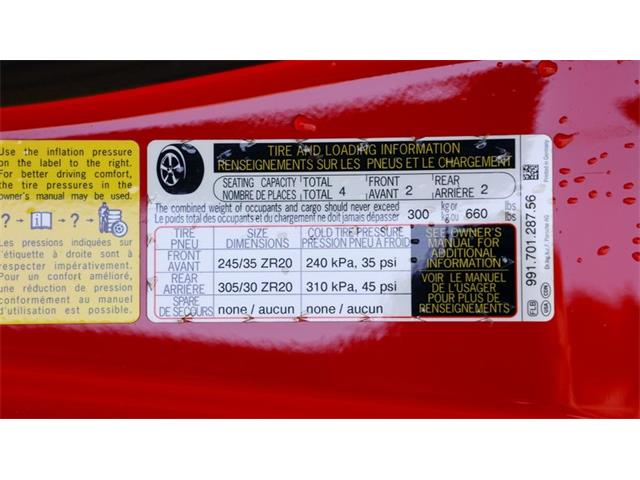 Use the inflation pressure
on the label to the right.
For better driving comfort,
the tire pressures in the
owner's manual may be used.
? → i → ? →
Les pressions indiquées sur
l'étiquette à droite sont à
respecter impérativement.
Pour un confort amélioré,
une réduction de pression
conformément au manuel
d'utilisation est possible.
TIRE AND LOADING INFORMATION
RENSEIGNEMENTS SUR LES PNEUS ET LE CHARGEMENT
SEATING CAPACITY TOTAL 4 FRONT 2 REAR 2
NOMBRE DE PLACES TOTAL AVANT ARRIÈRE
The combined weight of occupants and cargo should never exceed 300 kg or 660 lbs
Le poids total des occupants et du chargement ne doit jamais dépasser kg ou lbs
TIRE SIZE COLD TIRE PRESSURE
PNEU DIMENSIONS PRESSION PNEU A FROID
FRONT
AVANT 245/35 ZR20 240 kPa, 35 psi
REAR
ARRIÈRE 305/30 ZR20 310 kPa, 45 psi
SPARE
DE SECOURS none / aucun none / aucun
SEE OWNER'S
MANUAL FOR
ADDITIONAL
INFORMATION
VOIR LE MANUEL
DE L'USAGER
POUR PLUS DE
RENSEIGNEMENTS
991.701.287.56
Printed in Germany
FLB USA CDN